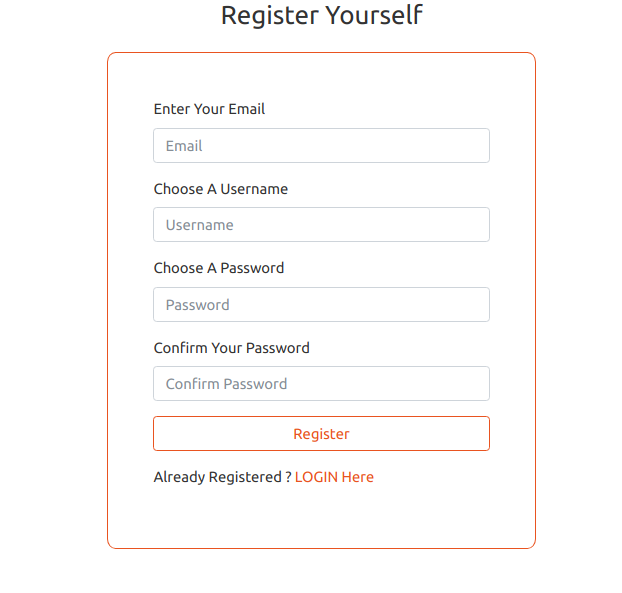 Register Yourself
Enter Your Email
Email
Choose A Username
Username
Choose A Password
Password
Confirm Your Password
Confirm Password
Register
Already Registered ? LOGIN Here